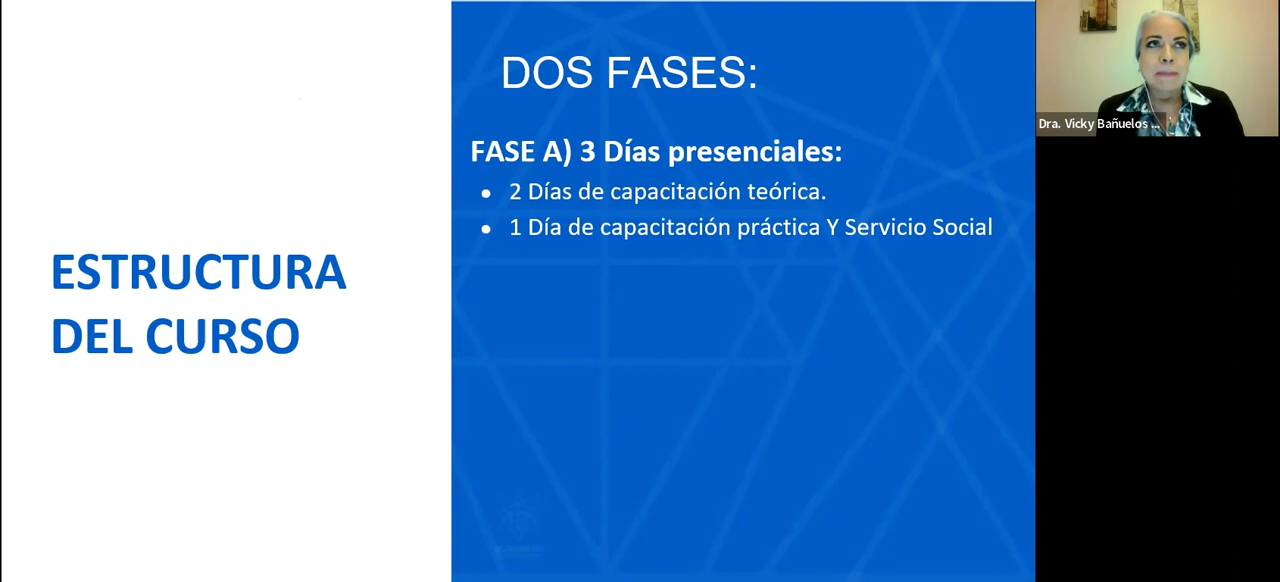 ESTRUCTURA
DEL CURSO
DOS FASES:
FASE A) 3 Días presenciales:
• 2 Días de capacitación teórica.
• 1 Día de capacitación práctica Y Servicio Social
Dra. Vicky Bañuelos ...